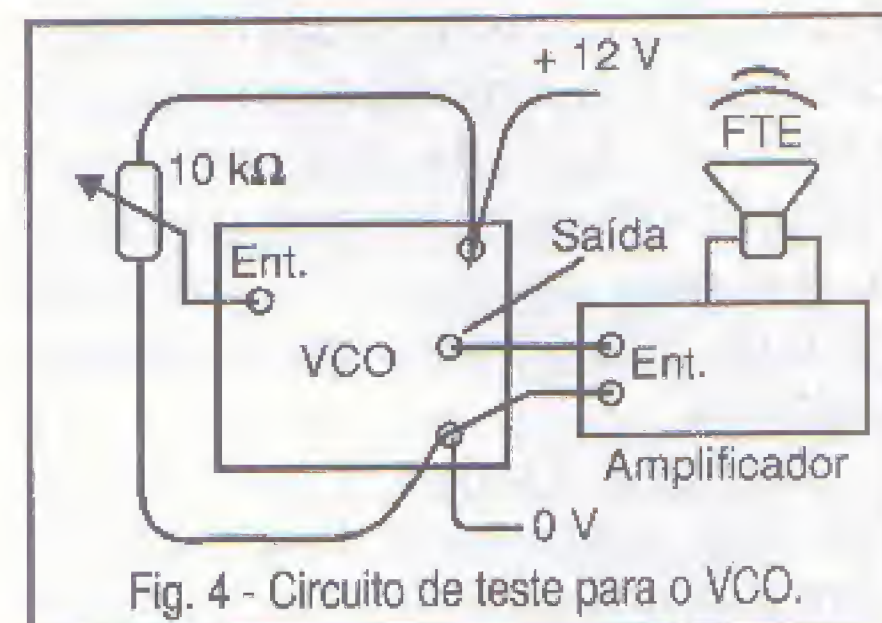 + 12 V
FTE
10 kΩ
Saída
Ent.
VCO
Ent.
Amplificador
0 V
Fig. 4 - Circuito de teste para o VCO.